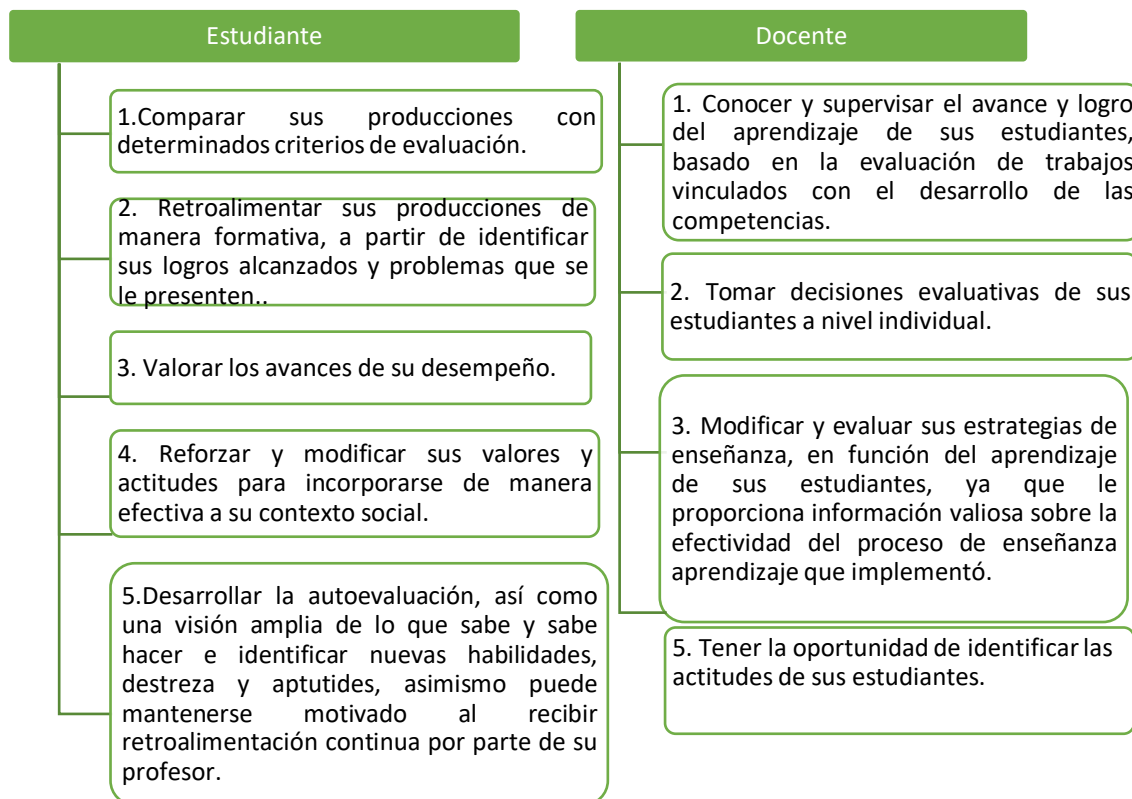 Estudiante
1.Comparar sus producciones con
determinados criterios de evaluación.
2. Retroalimentar sus producciones de
manera formativa, a partir de identificar
sus logros alcanzados y problemas que se
le presenten..
3. Valorar los avances de su desempeño.
4. Reforzar y modificar sus valores y
actitudes para incorporarse de manera
efectiva a su contexto social.
5.Desarrollar la autoevaluación, así como
una visión amplia de lo que sabe y sabe
hacer e identificar nuevas habilidades,
destreza y aptutides, asimismo puede
mantenerse motivado al recibir
retroalimentación continua por parte de su
profesor.
Docente
1. Conocer y supervisar el avance y logro
del aprendizaje de sus estudiantes,
basado en la evaluación de trabajos
vinculados con el desarrollo de las
competencias.
2. Tomar decisiones evaluativas de sus
estudiantes a nivel individual.
3. Modificar y evaluar sus estrategias de
enseñanza, en función del aprendizaje
de sus estudiantes, ya que le
proporciona información valiosa sobre la
efectividad del proceso de enseñanza
aprendizaje que implementó.
5. Tener la oportunidad de identificar las
actitudes de sus estudiantes.